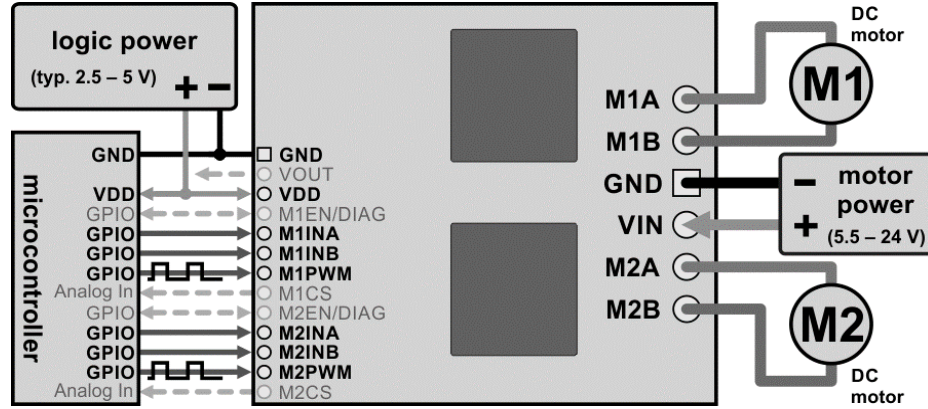 logic power
(typ. 2.5 – 5 V)
+ −
microcontroller
GND
VDD
GPIO
GPIO
GPIO
GPIO
Analog In
GPIO
GPIO
GPIO
GPIO
Analog In
GND
VOUT
VDD
M1EN/DIAG
M1INA
M1INB
M1PWM
M1CS
M2EN/DIAG
M2INA
M2INB
M2PWM
M2CS
M1A
M1B
GND
VIN
M2A
M2B
DC
motor
M1
− motor
power
+ (5.5 – 24 V)
M2
DC
motor